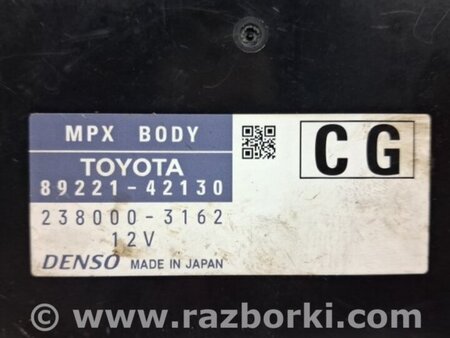 MPX BODY
TOYOTA
89221-42130
CG
238000-3162
12V
DENSO MADE IN JAPAN
© www.razborki.com